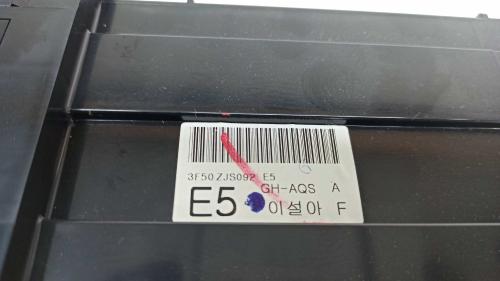 3F50ZJS092 E5
GH-AQS A
E5 이설아 F